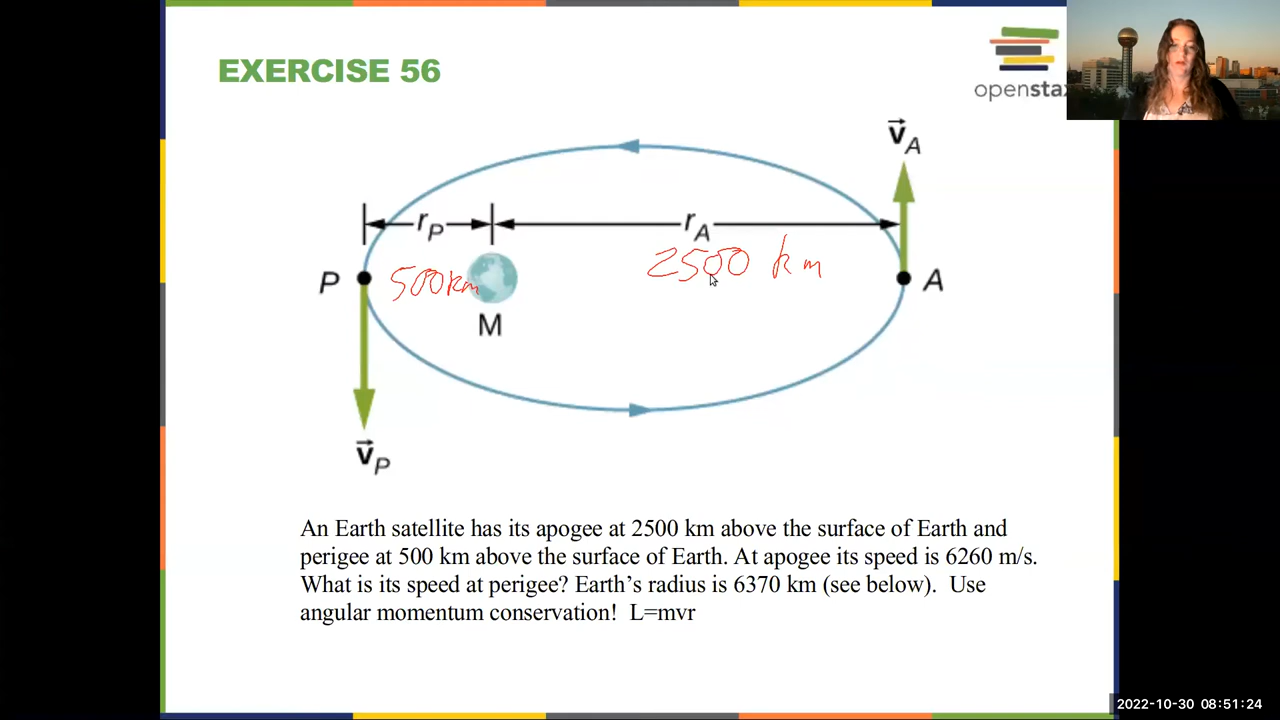 EXERCISE 56
openstax
v⃗A
rP
rA
2500 km
P
500km
A
M
v⃗P
An Earth satellite has its apogee at 2500 km above the surface of Earth and
perigee at 500 km above the surface of Earth. At apogee its speed is 6260 m/s.
What is its speed at perigee? Earth’s radius is 6370 km (see below).  Use
angular momentum conservation!  L=mvr
2022-10-30 08:51:24